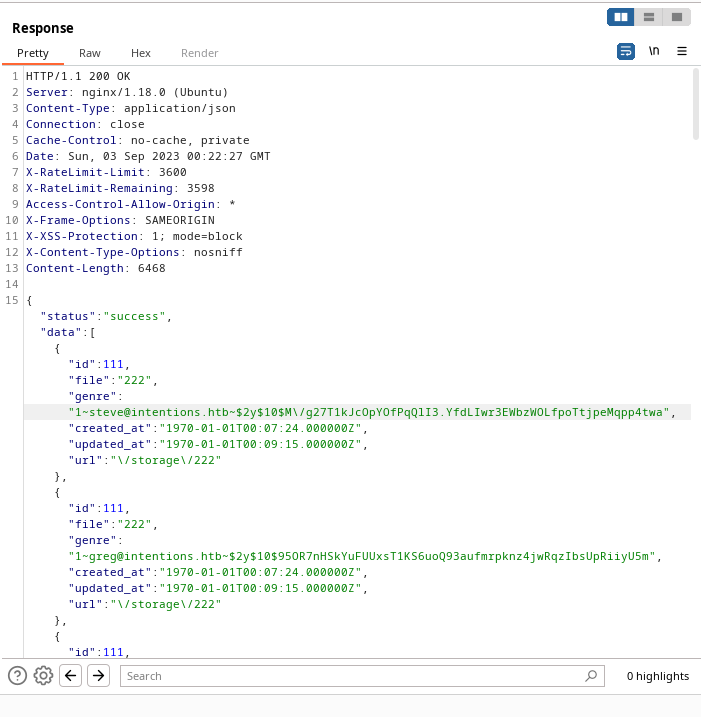 Response
Pretty Raw Hex Render \n
1 HTTP/1.1 200 OK
2 Server: nginx/1.18.0 (Ubuntu)
3 Content-Type: application/json
4 Connection: close
5 Cache-Control: no-cache, private
6 Date: Sun, 03 Sep 2023 00:22:27 GMT
7 X-RateLimit-Limit: 3600
8 X-RateLimit-Remaining: 3598
9 Access-Control-Allow-Origin: *
10 X-Frame-Options: SAMEORIGIN
11 X-XSS-Protection: 1; mode=block
12 X-Content-Type-Options: nosniff
13 Content-Length: 6468
14
15 {
"status":"success",
"data":[
{
"id":111,
"file":"222",
"genre":
"1~steve@intentions.htb~$2y$10$M\/g27T1kJcOpYOfPqQlI3.YfdLIwr3EWbzWOLfpoTtjpeMqpp4twa",
"created_at":"1970-01-01T00:07:24.000000Z",
"updated_at":"1970-01-01T00:09:15.000000Z",
"url":"\/storage\/222"
},
{
"id":111,
"file":"222",
"genre":
"1~greg@intentions.htb~$2y$10$95OR7nHSkYuFUUxsT1KS6uoQ93aufmrpknz4jwRqzIbsUpRiiyU5m",
"created_at":"1970-01-01T00:07:24.000000Z",
"updated_at":"1970-01-01T00:09:15.000000Z",
"url":"\/storage\/222"
},
{
"id":111,
Search 0 highlights